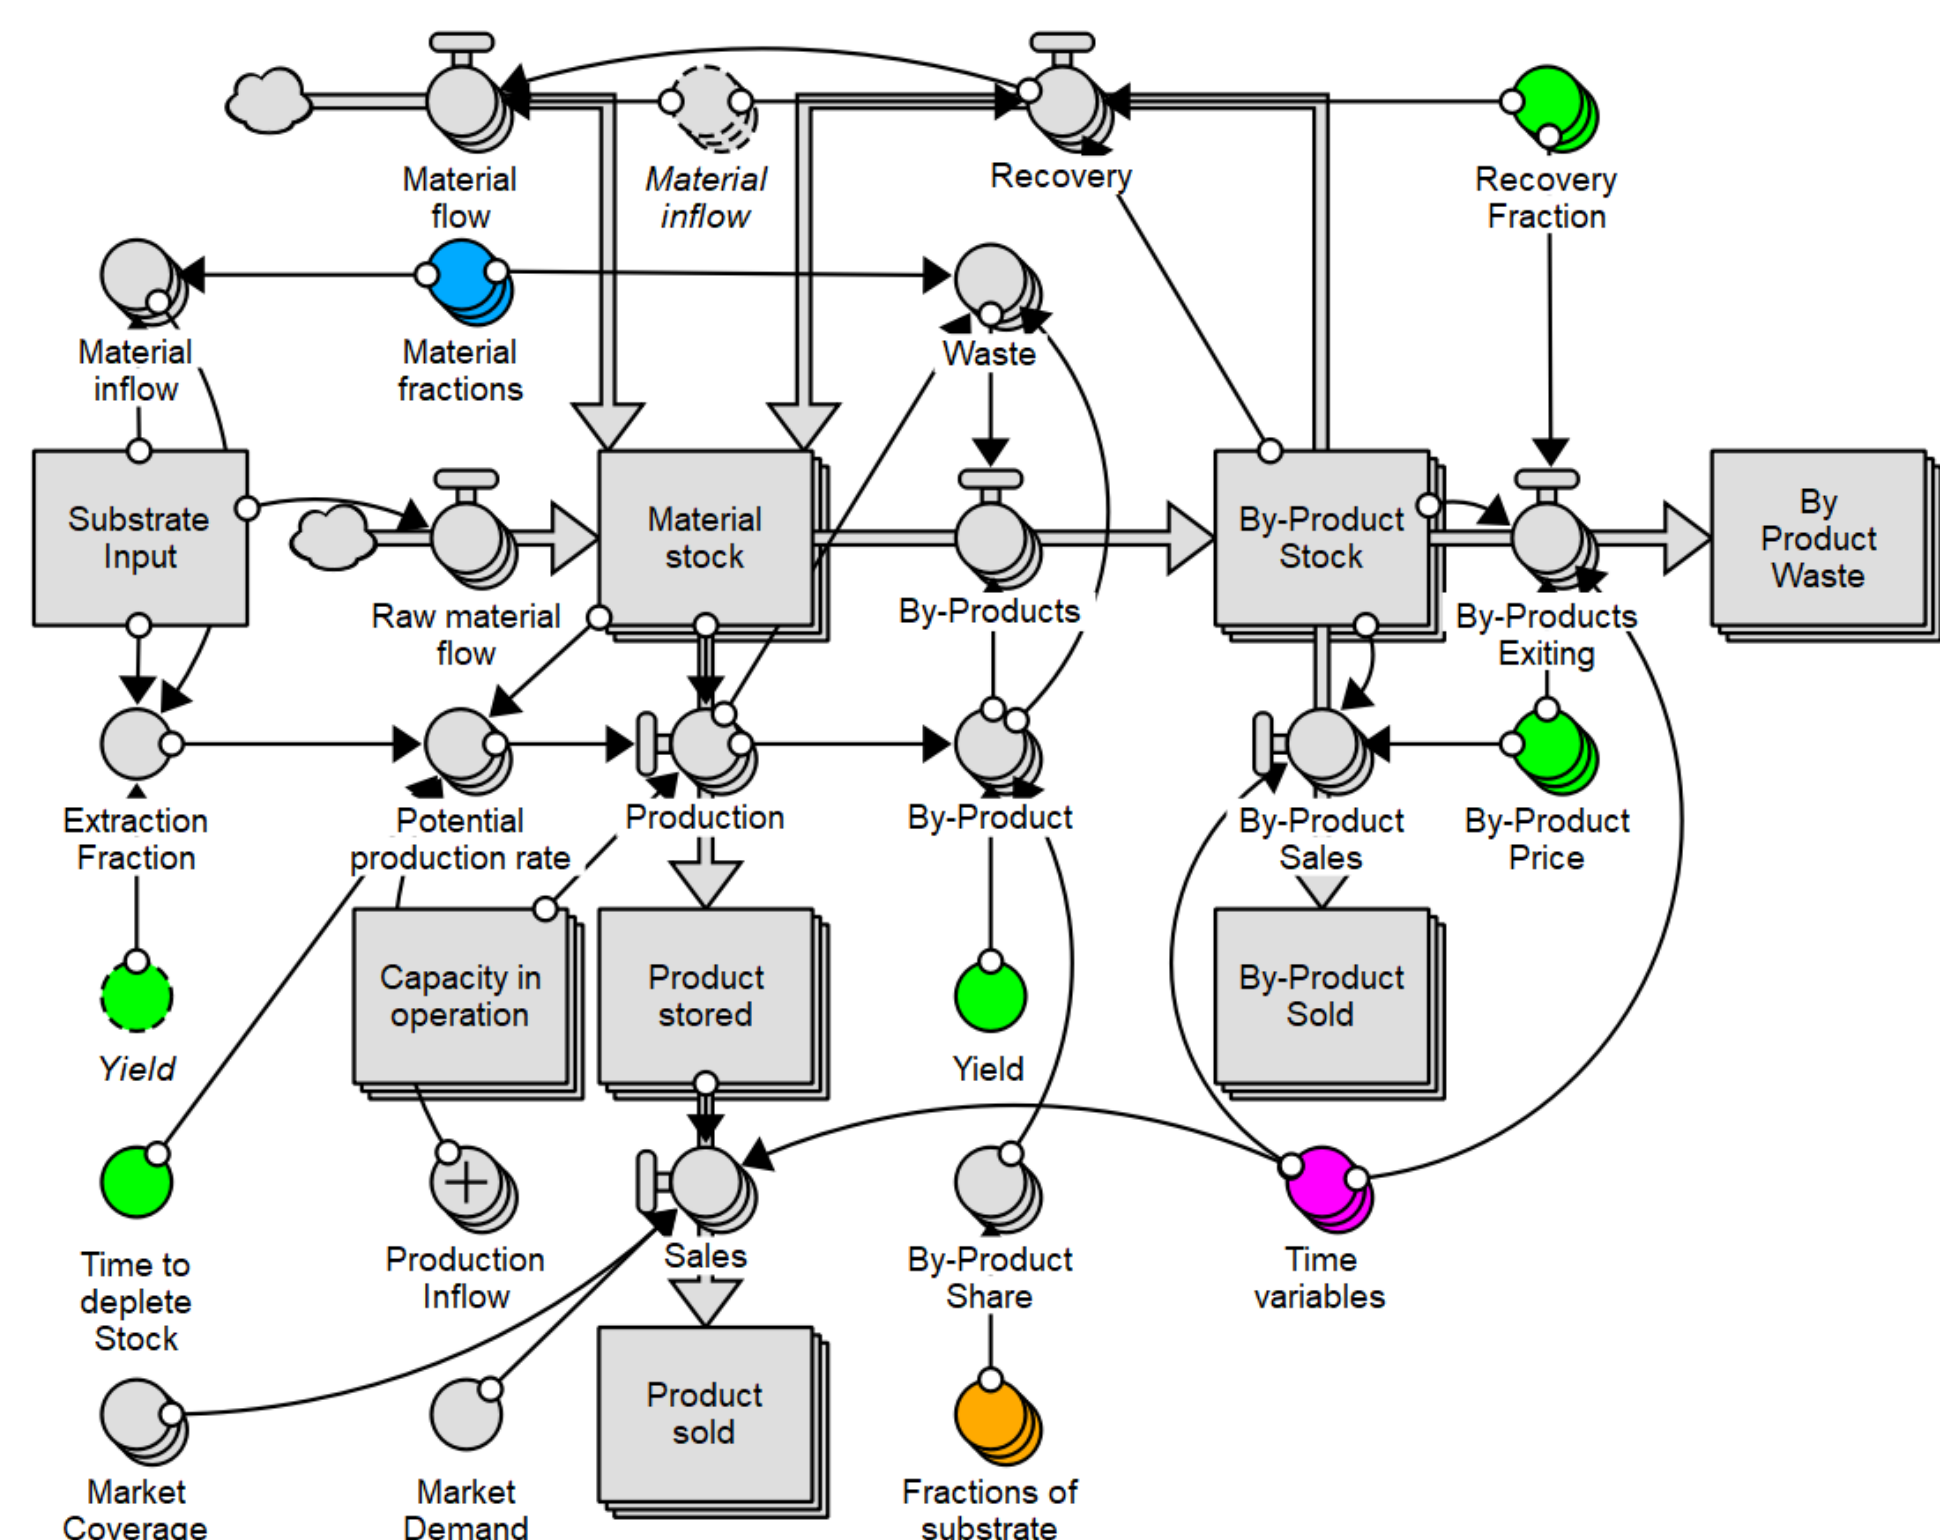 Material
flow
Material
inflow
Recovery
Recovery
Fraction
Material
inflow
Material
fractions
Waste
Substrate
Input
Raw material
flow
Material
stock
By-Products
By-Product
Stock
By-Products
Exiting
By
Product
Waste
Extraction
Fraction
Potential
production rate
Production
By-Product
By-Product
Sales
By-Product
Price
Yield
Capacity in
operation
Product
stored
Yield
By-Product
Sold
Time to
deplete
Stock
Production
Inflow
Sales
By-Product
Share
Time
variables
Market
Coverage
Market
Demand
Product
sold
Fractions of
substrate